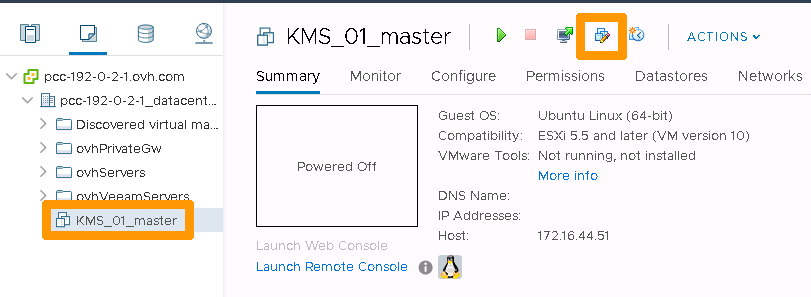 KMS_01_master
ACTIONS
pcc-192-0-2-1.ovh.com
pcc-192-0-2-1_datacent...
Discovered virtual ma...
ovhPrivateGw
ovhServers
ovhVeeamServers
KMS_01_master
Summary Monitor Configure Permissions Datastores Networks
Powered Off
Guest OS: Ubuntu Linux (64-bit)
Compatibility: ESXi 5.5 and later (VM version 10)
VMware Tools: Not running, not installed
More info
DNS Name:
IP Addresses:
Host: 172.16.44.51
Launch Web Console
Launch Remote Console